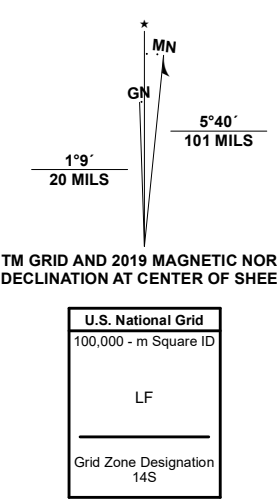 ★
MN
GN
5°40´
101 MILS
1°9´
20 MILS
TM GRID AND 2019 MAGNETIC NOR
DECLINATION AT CENTER OF SHEE
U.S. National Grid
100,000 - m Square ID
LF
Grid Zone Designation
14S